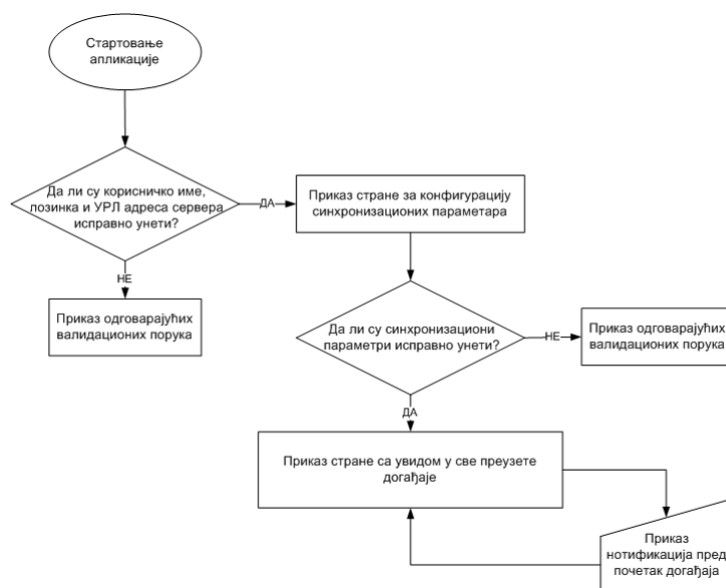 Стартовање
апликације
Да ли су корисничко име,
лозинка и УРЛ адреса сервера
исправно унети?
ДА
Приказ стране за конфигурацију
синхронизационих параметара
НЕ
Приказ одговарајућих
валидационих порука
Да ли су синхронизациони
параметри исправно унети?
НЕ
Приказ одговарајућих
валидационих порука
ДА
Приказ стране са увидом у све преузете
догађаје
Приказ
нотификација пред
почетак догађаја